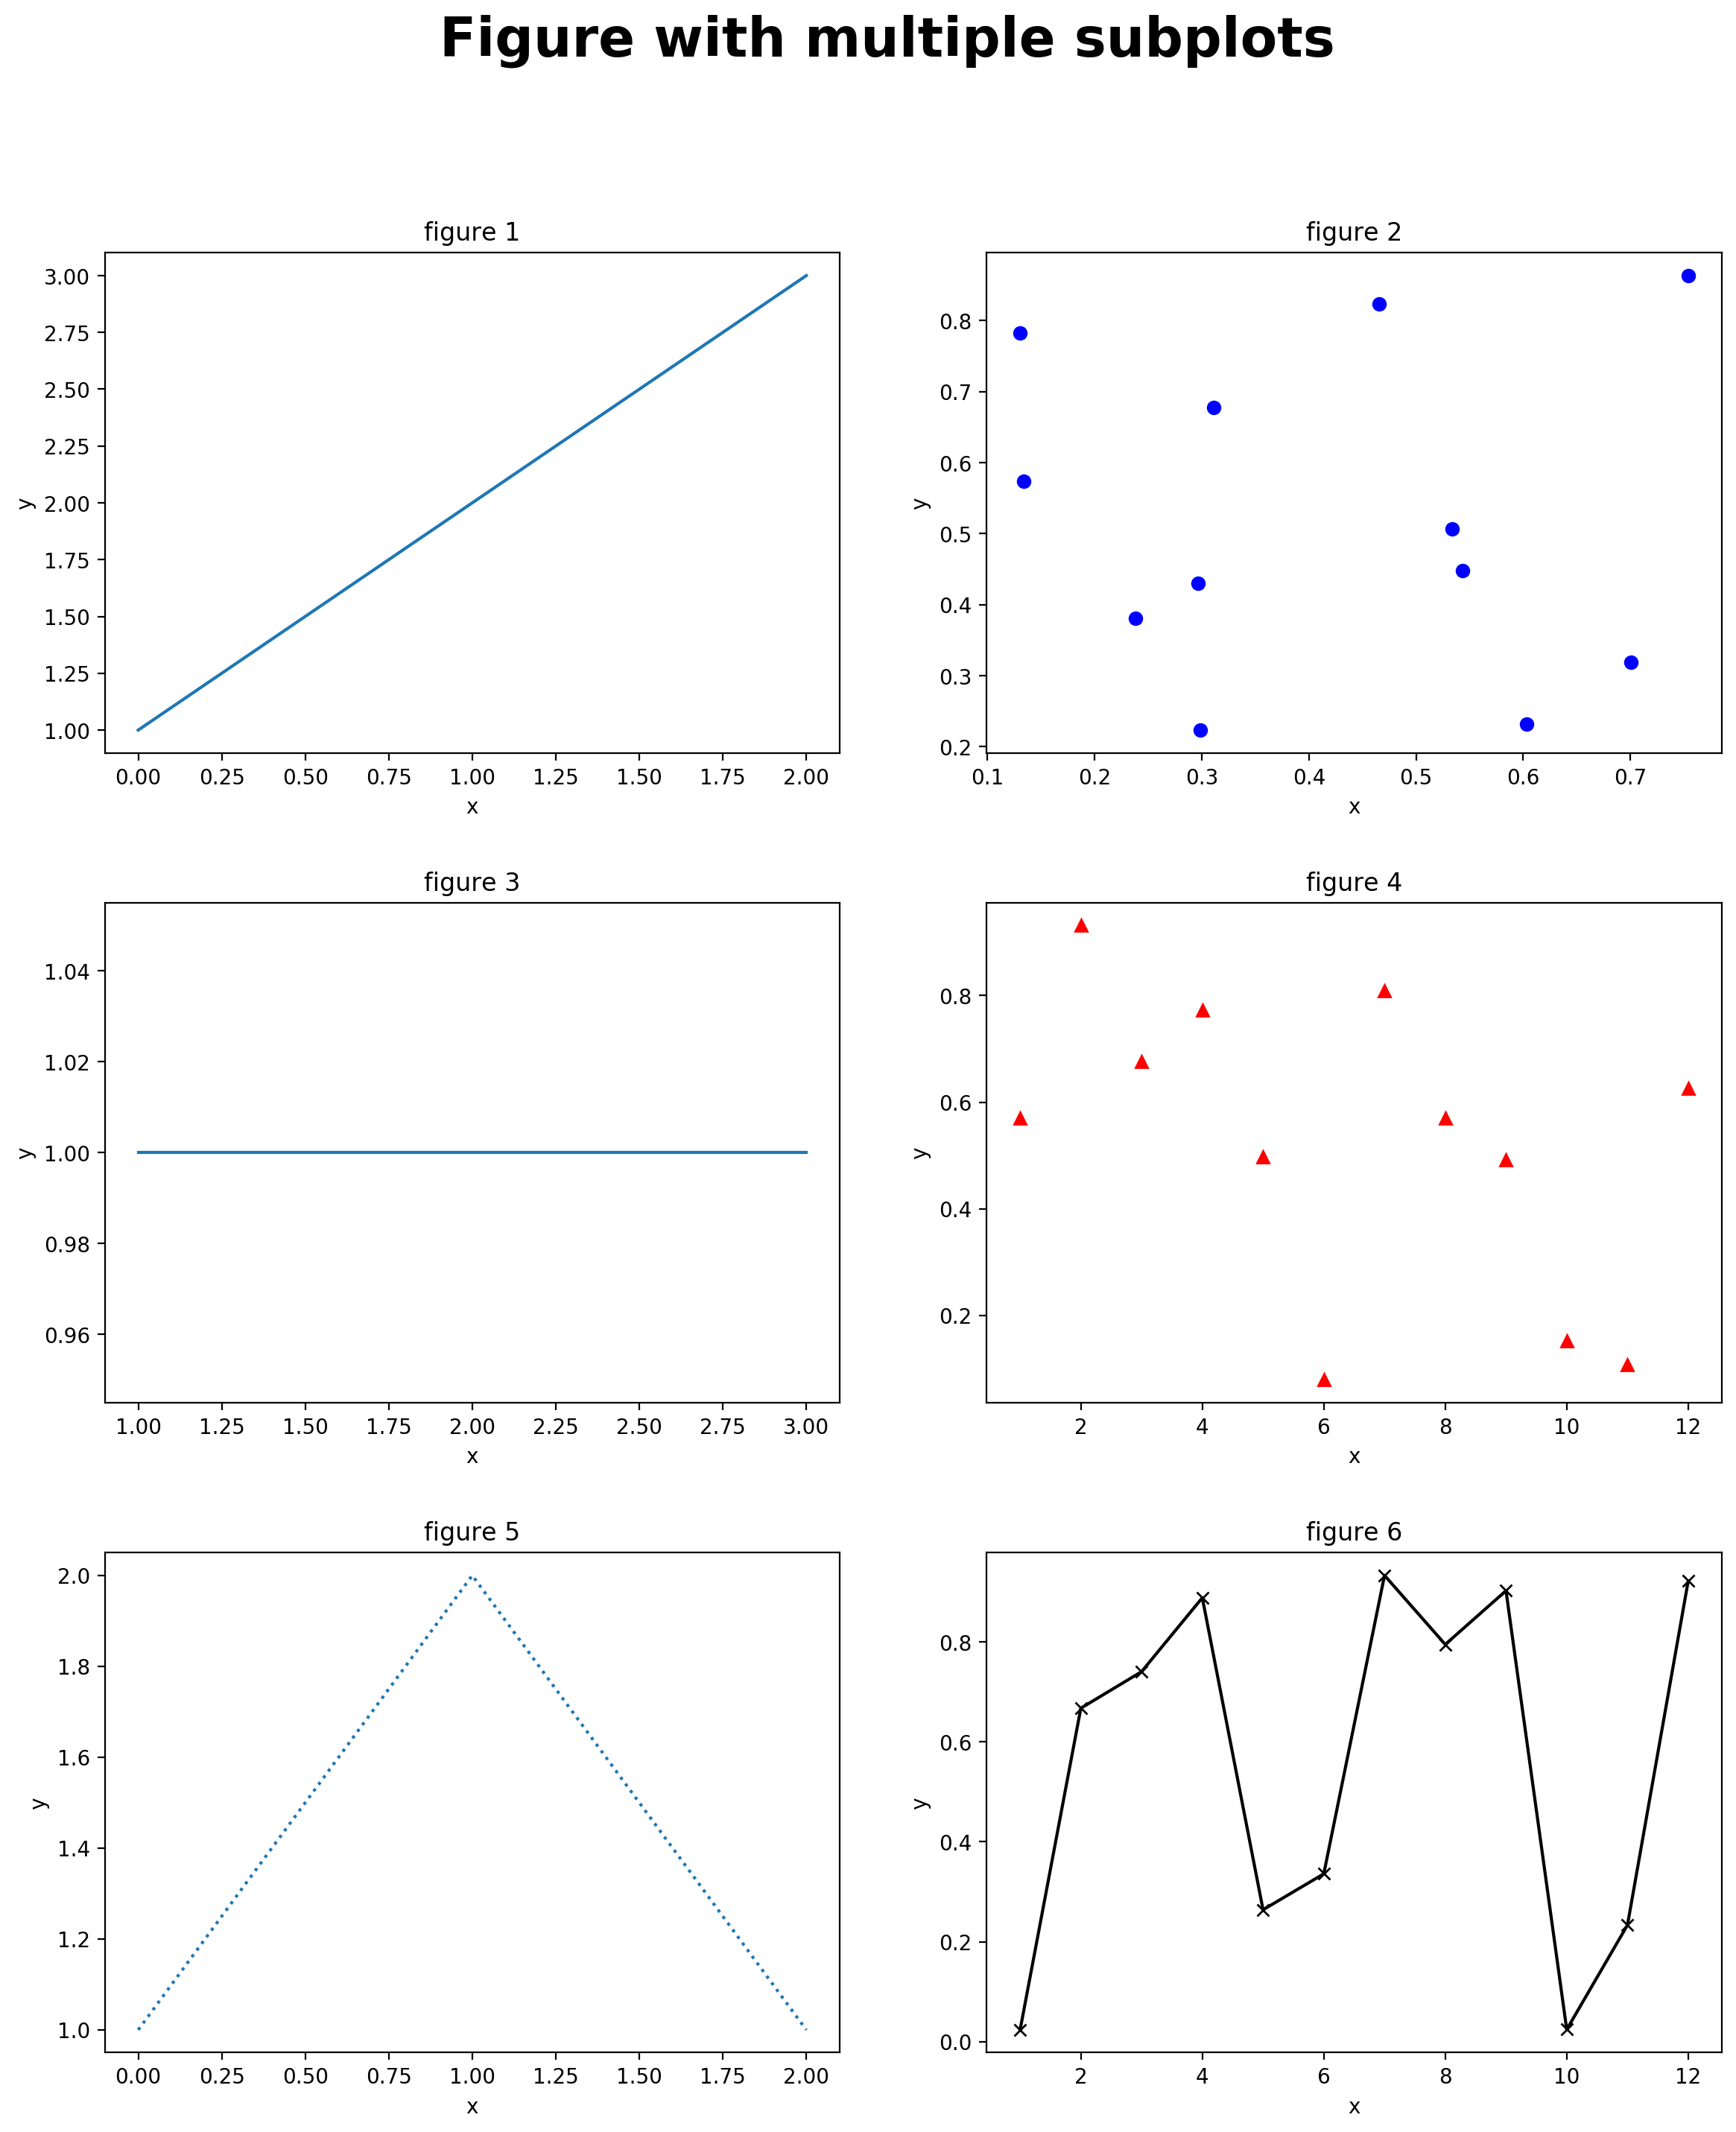 Figure with multiple subplots
figure 1
3.00
2.75
2.50
2.25
2.00
1.75
1.50
1.25
1.00
y
0.00 0.25 0.50 0.75 1.00 1.25 1.50 1.75 2.00
x
figure 2
0.8
0.7
0.6
0.5
0.4
0.3
0.2
y
0.1 0.2 0.3 0.4 0.5 0.6 0.7
x
figure 3
1.04
1.02
1.00
0.98
0.96
y
1.00 1.25 1.50 1.75 2.00 2.25 2.50 2.75 3.00
x
figure 4
0.8
0.6
0.4
0.2
y
2 4 6 8 10 12
x
figure 5
2.0
1.8
1.6
1.4
1.2
1.0
y
0.00 0.25 0.50 0.75 1.00 1.25 1.50 1.75 2.00
x
figure 6
0.8
0.6
0.4
0.2
0.0
y
2 4 6 8 10 12
x